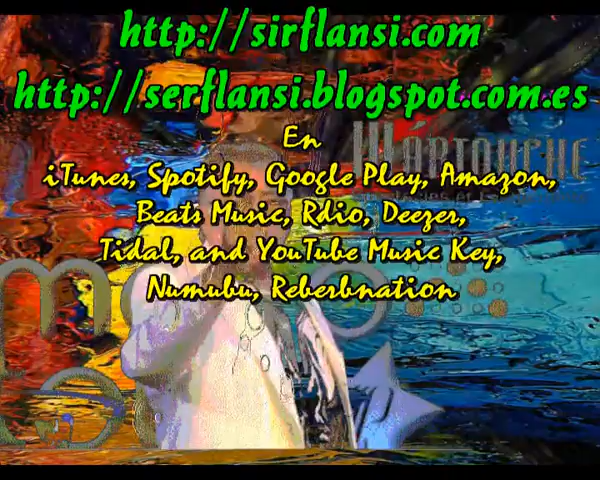 http://sirflansi.com
http://serflansi.blogspot.com.es
En
Mártouche
iTunes, Spotify, Google Play, Amazon,
Beats Music, Rdio, Deezer,
Tidal, and YouTube Music Key,
Numubu, Reberbnation